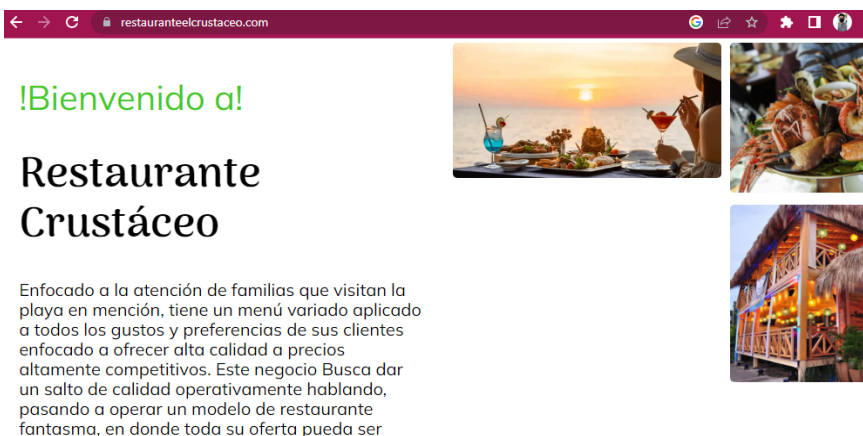 restauranteelcrustaceo.com
!Bienvenido a!
Restaurante
Crustáceo
Enfocado a la atención de familias que visitan la
playa en mención, tiene un menú variado aplicado
a todos los gustos y preferencias de sus clientes
enfocado a ofrecer alta calidad a precios
altamente competitivos. Este negocio Busca dar
un salto de calidad operativamente hablando,
pasando a operar un modelo de restaurante
fantasma, en donde toda su oferta pueda ser